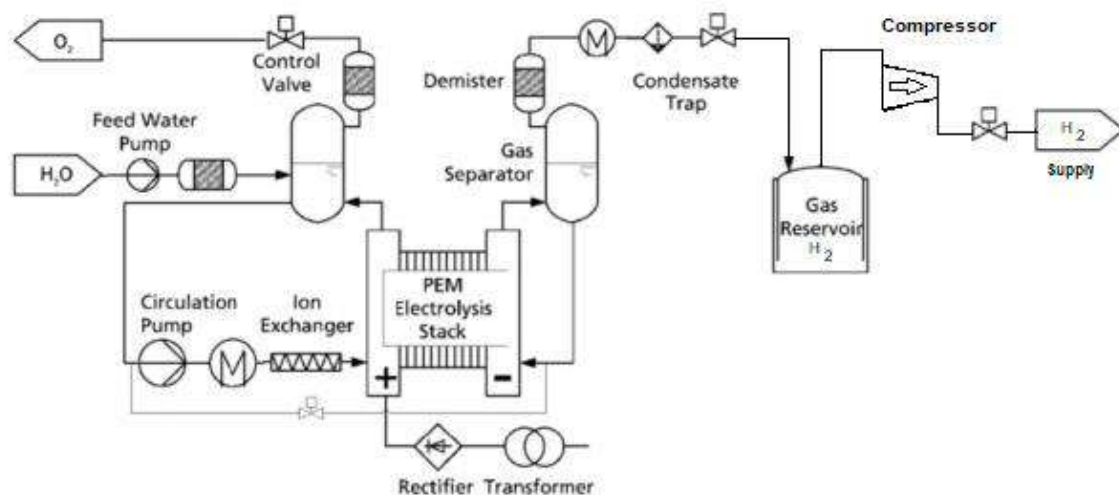 O₂
Control
Valve
Demister
Condensate
Trap
Compressor
Feed Water
Pump
H₂O
Gas
Separator
H₂
Supply
Gas
Reservoir
H₂
Circulation
Pump
Ion
Exchanger
PEM
Electrolysis
Stack
+
−
Rectifier
Transformer